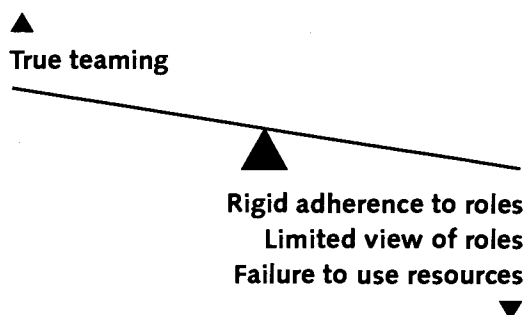 True teaming
Rigid adherence to roles
Limited view of roles
Failure to use resources